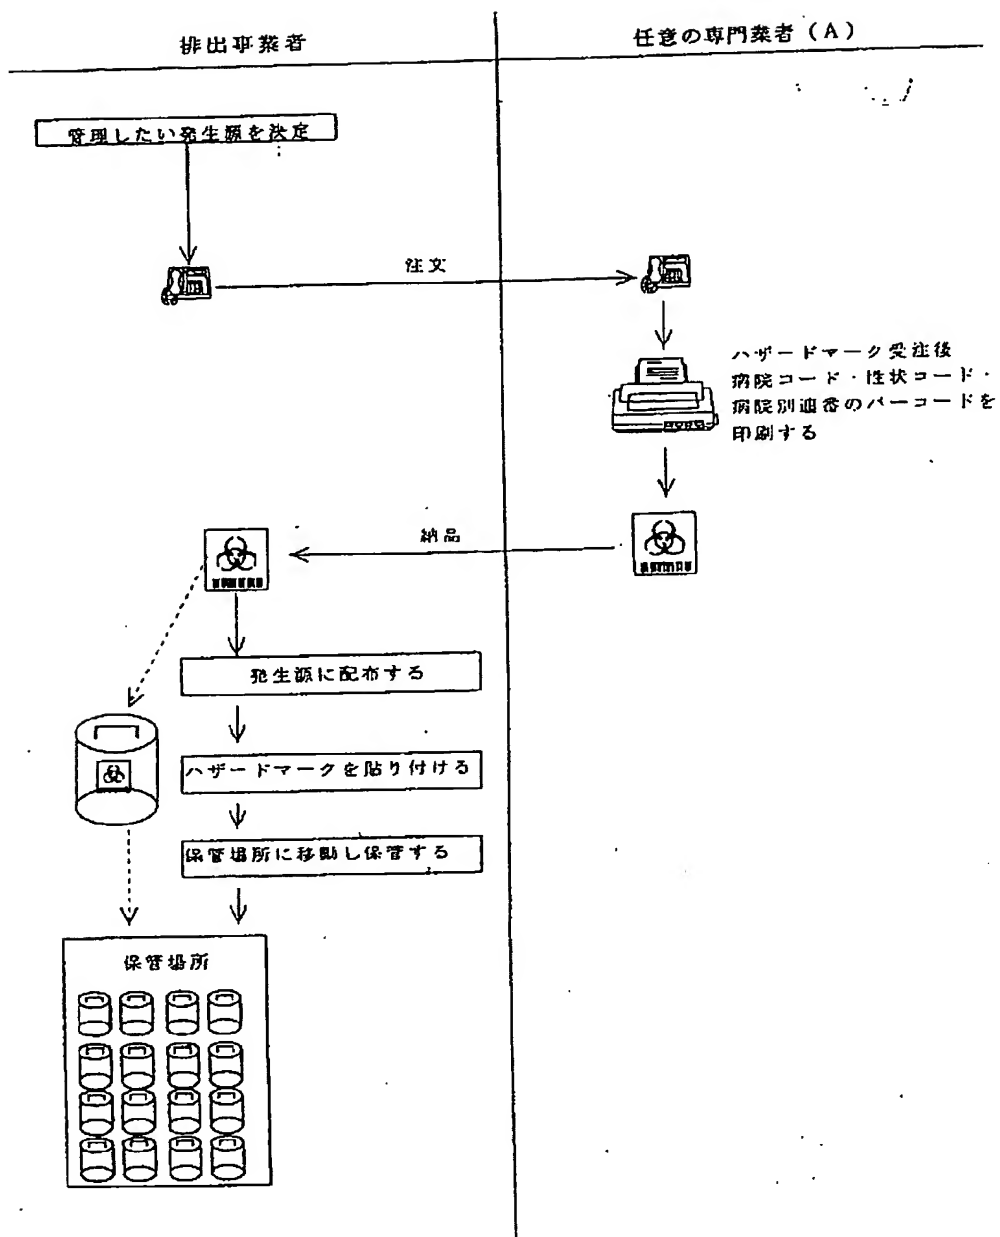 排出事業者
任意の専門業者(A)
管理したい発生源を決定
注文
ハザードマーク受注後
病院コード・性状コード・
病院別連番のバーコードを
印刷する
納品
発生源に配布する
ハザードマークを貼り付ける
保管場所に移動し保管する
保管場所